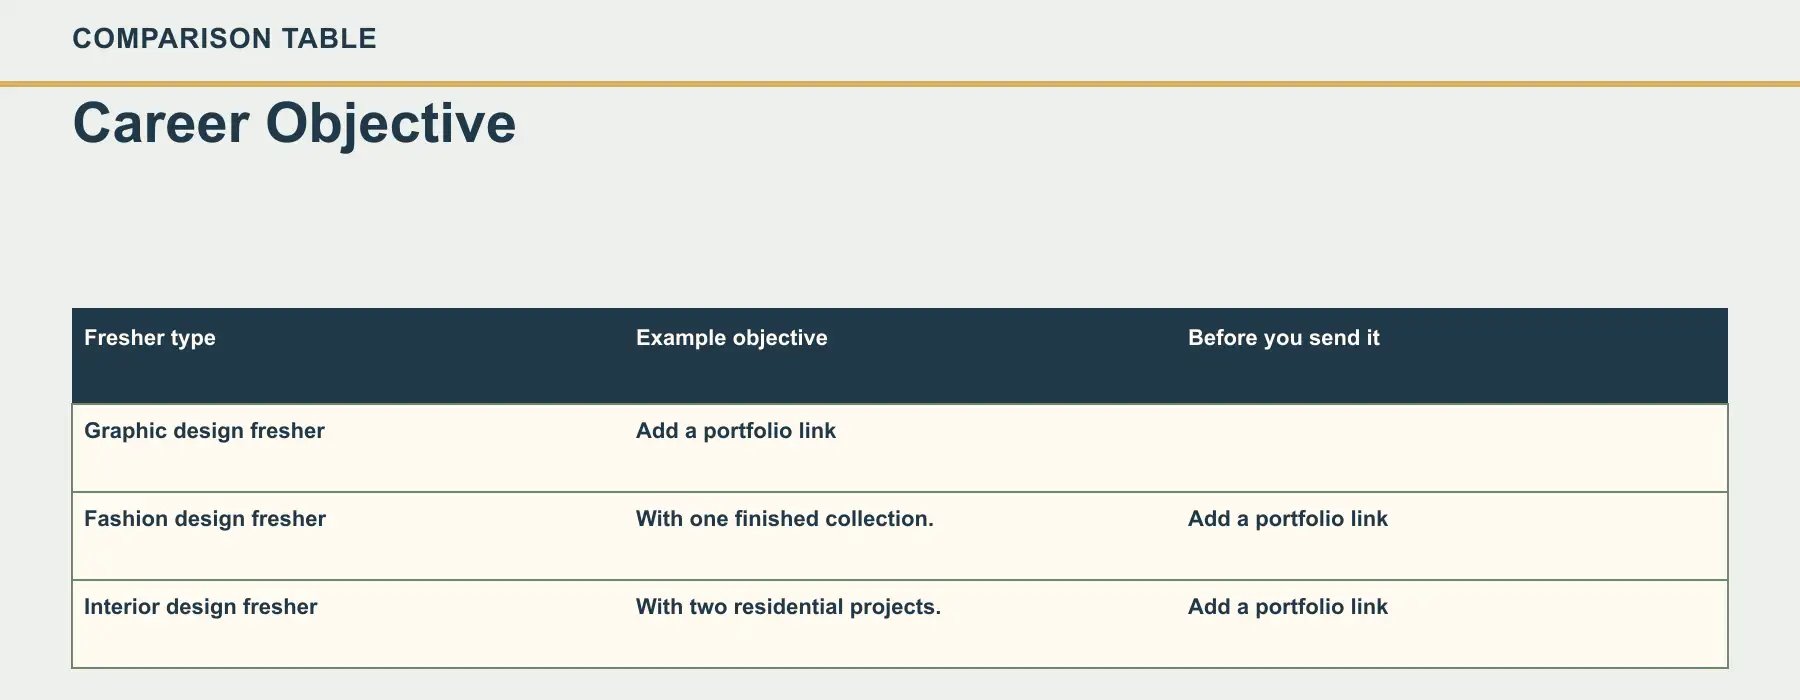 COMPARISON TABLE
Career Objective
Fresher type Example objective Before you send it
Graphic design fresher Add a portfolio link
Fashion design fresher With one finished collection. Add a portfolio link
Interior design fresher With two residential projects. Add a portfolio link